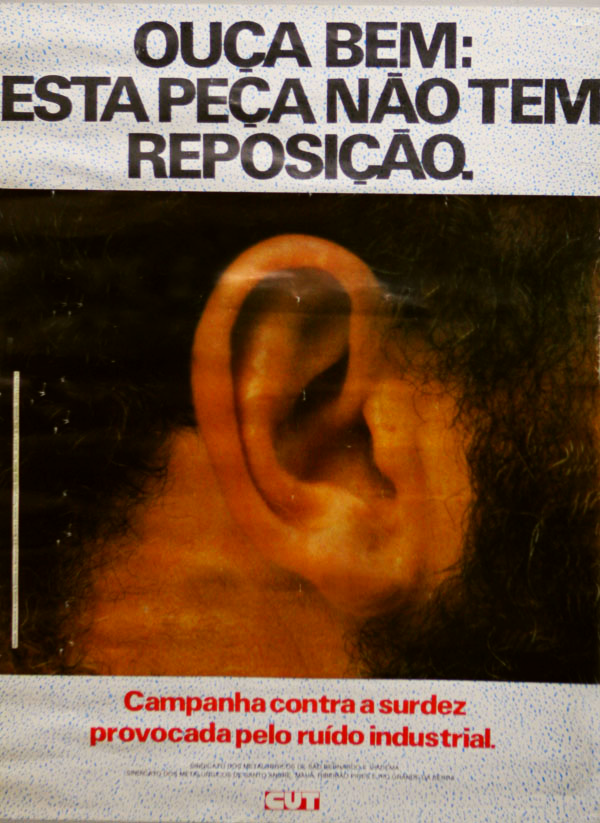 OUÇA BEM:
ESTA PEÇA NÃO TEM
REPOSIÇÃO.
Campanha contra a surdez
provocada pelo ruído industrial.
SINDICATO DOS METALÚRGICOS DE SÃO BERNARDO E DIADEMA
SINDICATO DOS METALÚRGICOS DE SANTO ANDRÉ, MAUÁ, RIBEIRÃO PIRES E RIO GRANDE DA SERRA
CUT